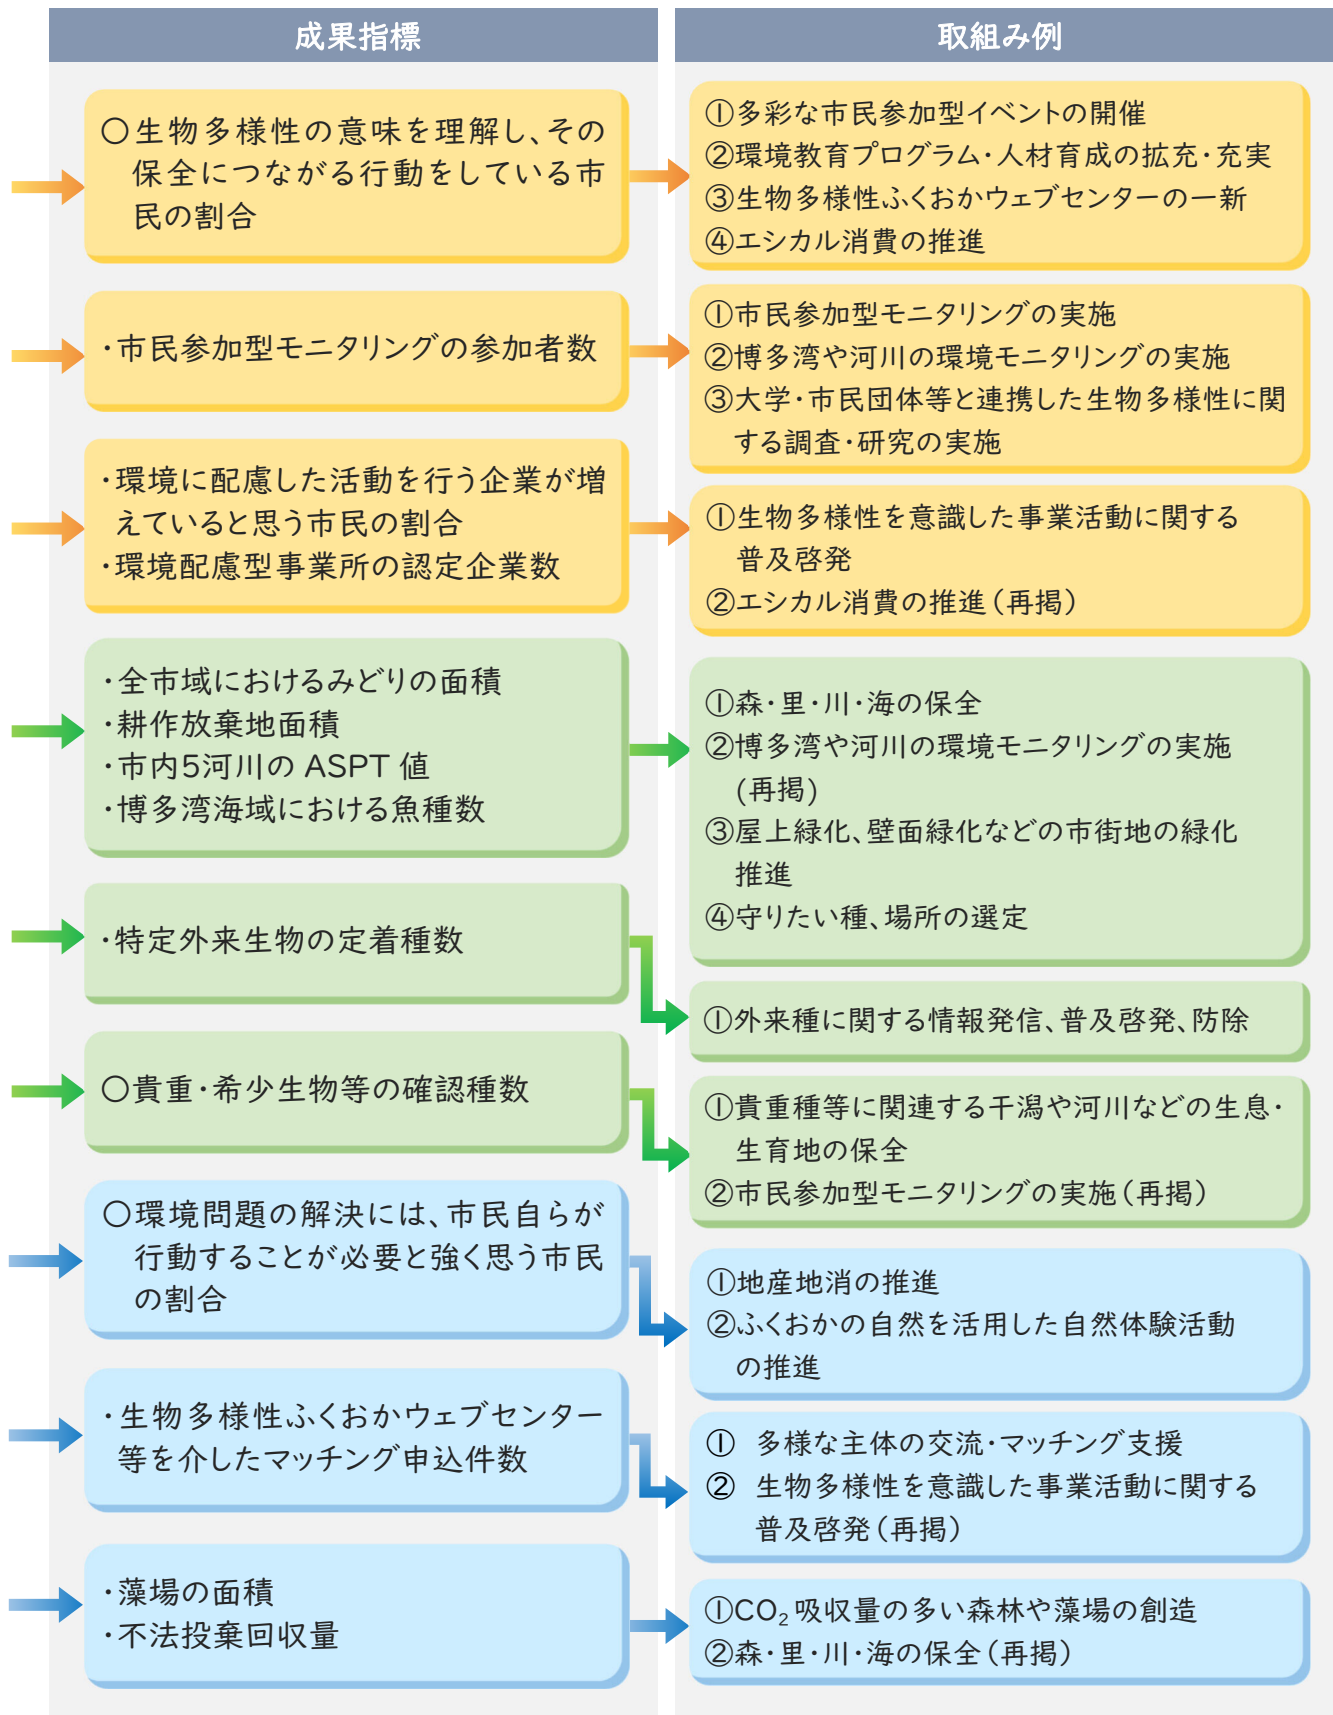 成果指標
○生物多様性の意味を理解し、その
保全につながる行動をしている市
民の割合
・市民参加型モニタリングの参加者数
・環境に配慮した活動を行う企業が増
えていると思う市民の割合
・環境配慮型事業所の認定企業数
・全市域におけるみどりの面積
・耕作放棄地面積
・市内5河川の ASPT 値
・博多湾海域における魚種数
・特定外来生物の定着種数
○貴重・希少生物等の確認種数
○環境問題の解決には、市民自らが
行動することが必要と強く思う市民
の割合
・生物多様性ふくおかウェブセンター
等を介したマッチング申込件数
・藻場の面積
・不法投棄回収量
取組み例
①多彩な市民参加型イベントの開催
②環境教育プログラム・人材育成の拡充・充実
③生物多様性ふくおかウェブセンターの一新
④エシカル消費の推進
①市民参加型モニタリングの実施
②博多湾や河川の環境モニタリングの実施
③大学・市民団体等と連携した生物多様性に関
する調査・研究の実施
①生物多様性を意識した事業活動に関する
普及啓発
②エシカル消費の推進(再掲)
①森・里・川・海の保全
②博多湾や河川の環境モニタリングの実施
(再掲)
③屋上緑化、壁面緑化などの市街地の緑化
推進
④守りたい種、場所の選定
①外来種に関する情報発信、普及啓発、防除
①貴重種等に関連する干潟や河川などの生息・
生育地の保全
②市民参加型モニタリングの実施(再掲)
①地産地消の推進
②ふくおかの自然を活用した自然体験活動
の推進
① 多様な主体の交流・マッチング支援
② 生物多様性を意識した事業活動に関する
普及啓発(再掲)
①CO₂吸収量の多い森林や藻場の創造
②森・里・川・海の保全(再掲)